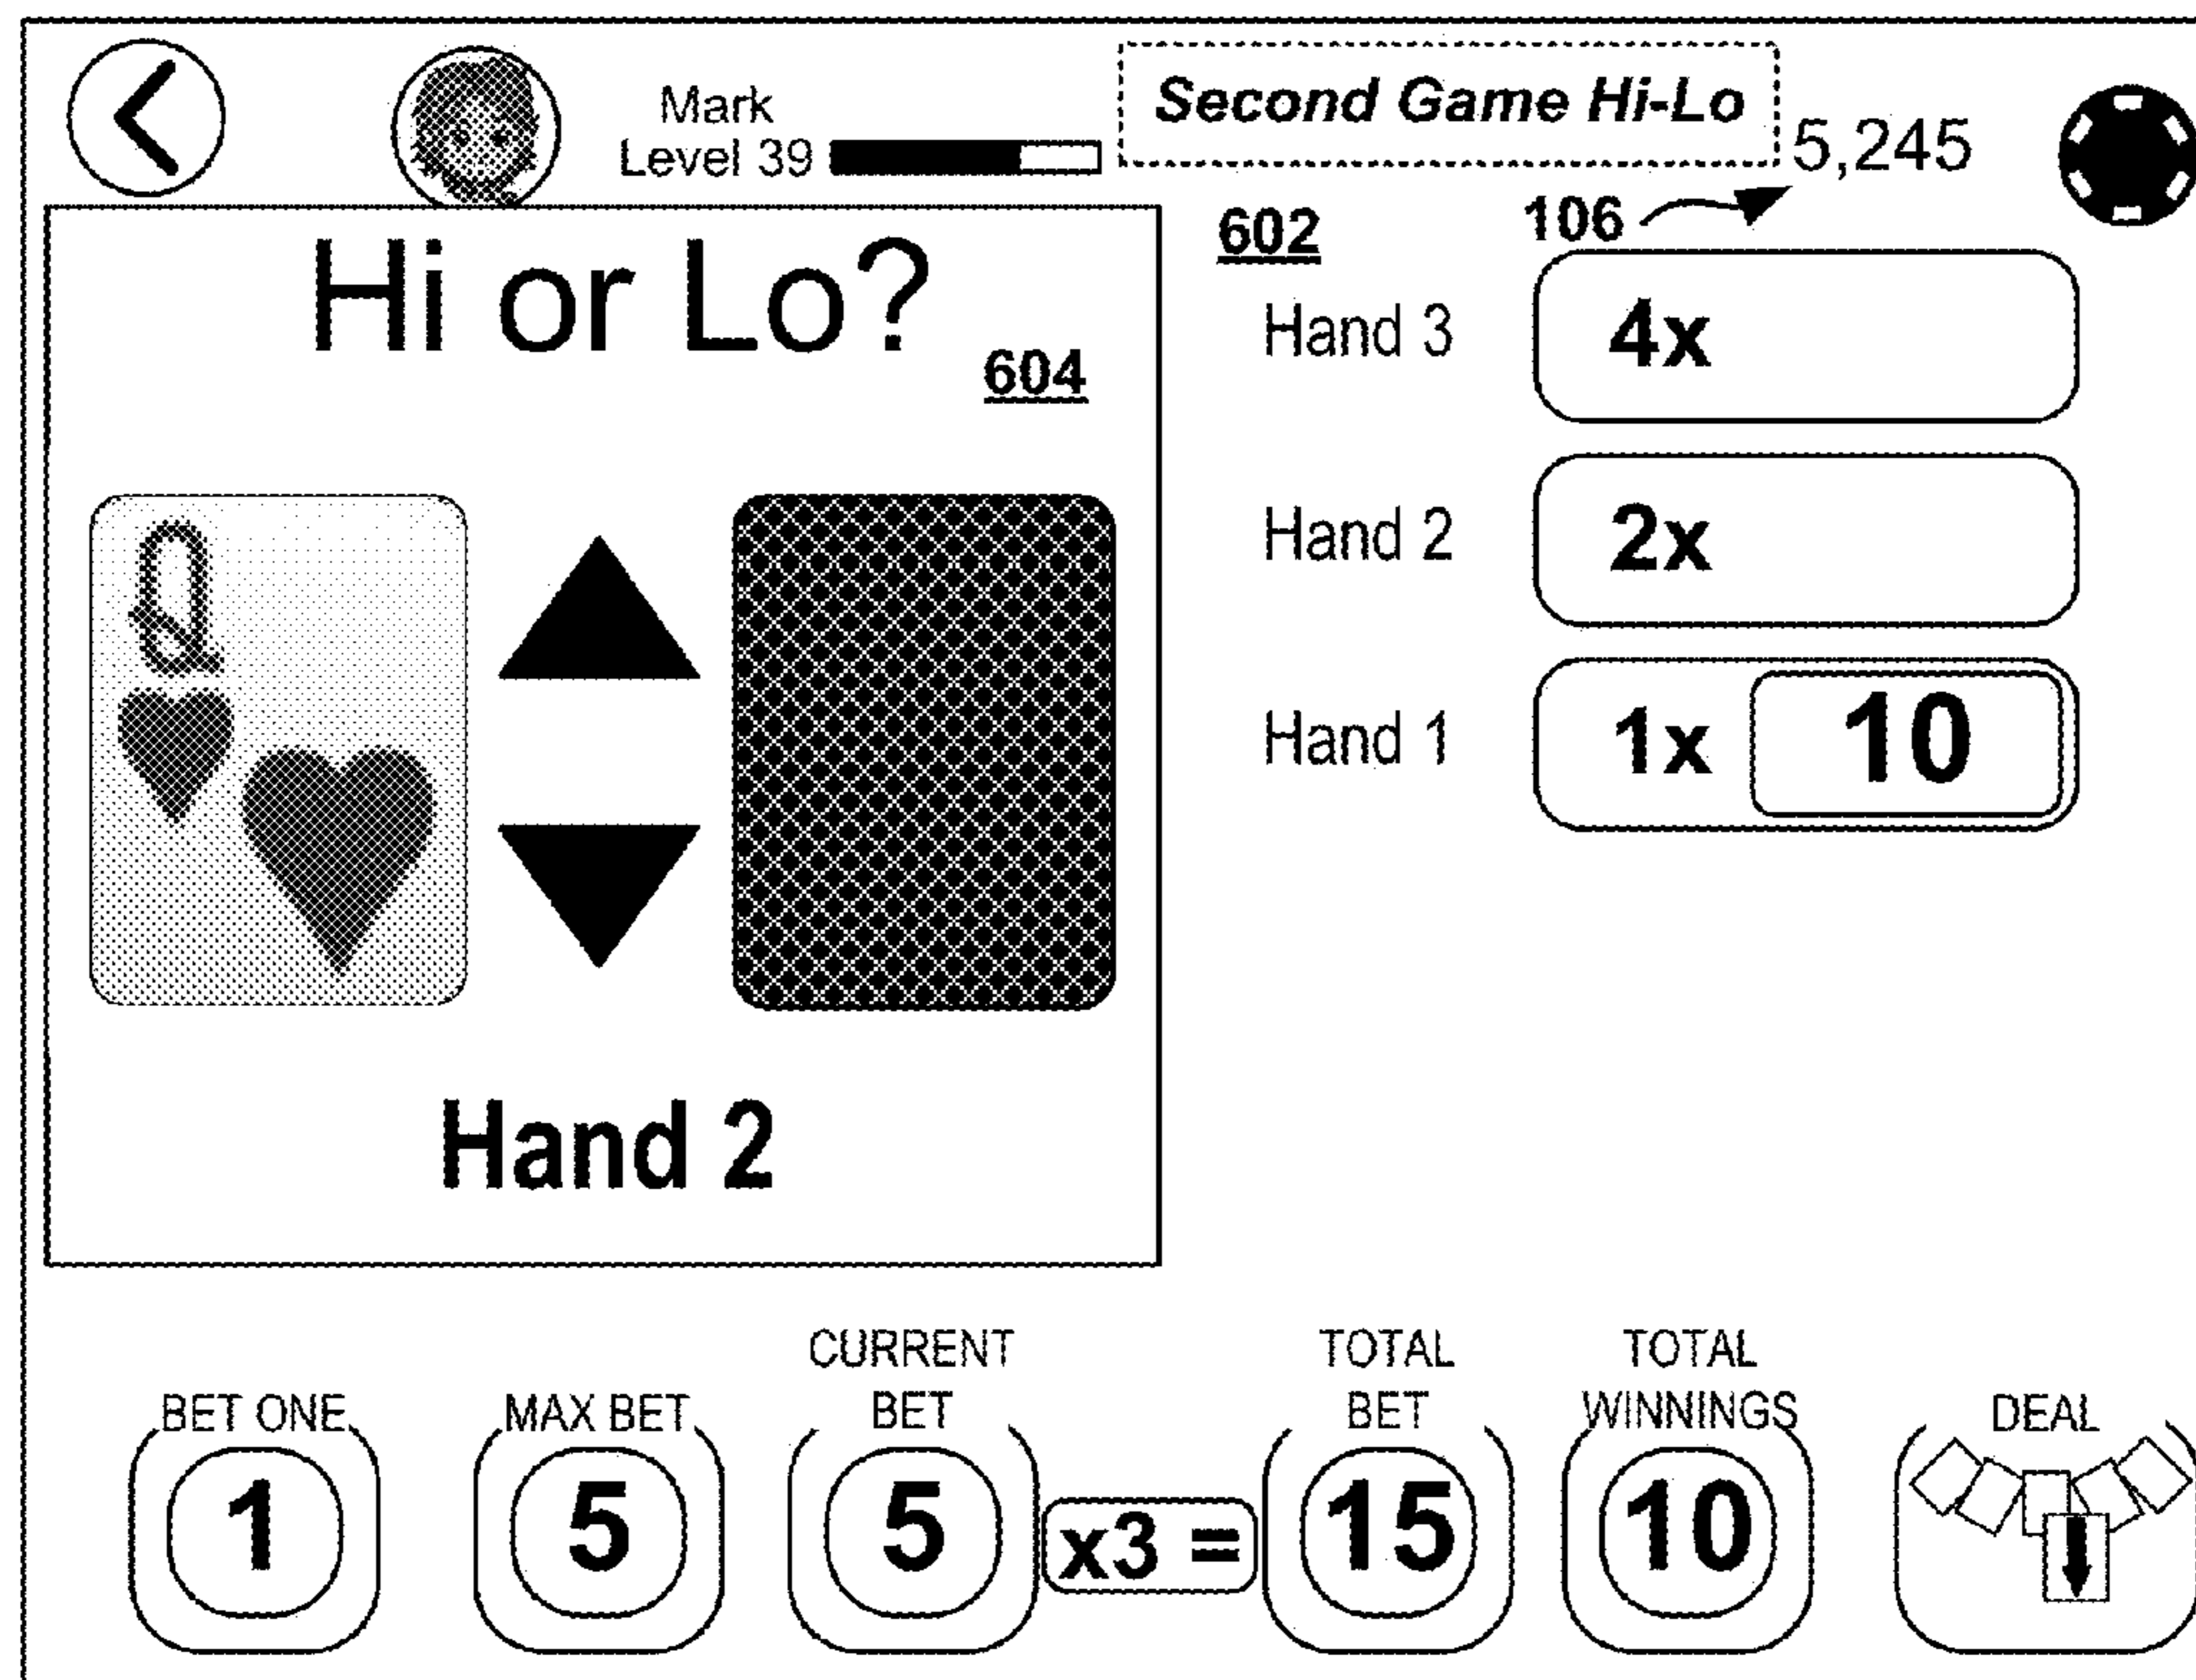 Mark
Level 39
Second Game Hi-Lo
5,245
106
602
Hi or Lo?
604
Q
Hand 2
Hand 3 4x
Hand 2 2x
Hand 1 1x 10
BET ONE
1
MAX BET
5
CURRENT
BET
5
x3 =
TOTAL
BET
15
TOTAL
WINNINGS
10
DEAL